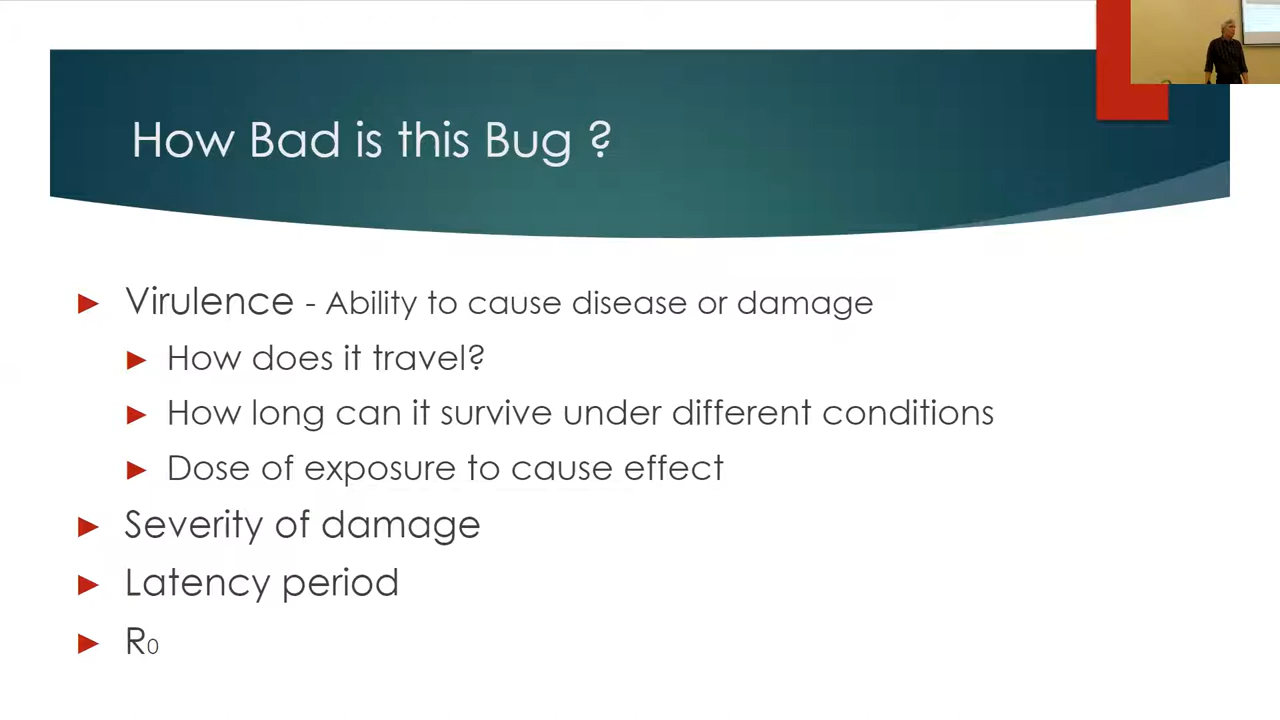 How Bad is this Bug ?
Virulence - Ability to cause disease or damage
How does it travel?
How long can it survive under different conditions
Dose of exposure to cause effect
Severity of damage
Latency period
R₀